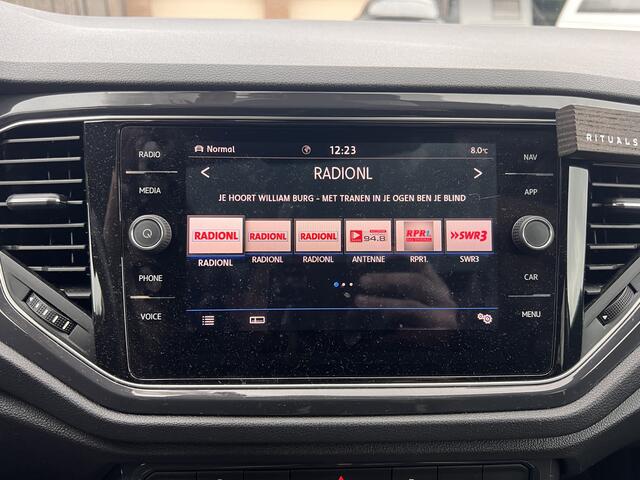 RADIO
MEDIA
PHONE
VOICE
Normal 12:23 8.0°C
< RADIONL >
JE HOORT WILLIAM BURG - MET TRANEN IN JE OGEN BEN JE BLIND
RADIONL RADIONL RADIONL 94.8 RPR1. >>SWR3
RADIONL RADIONL RADIONL ANTENNE RPR1. SWR3
NAV
APP
CAR
MENU
RITUALS